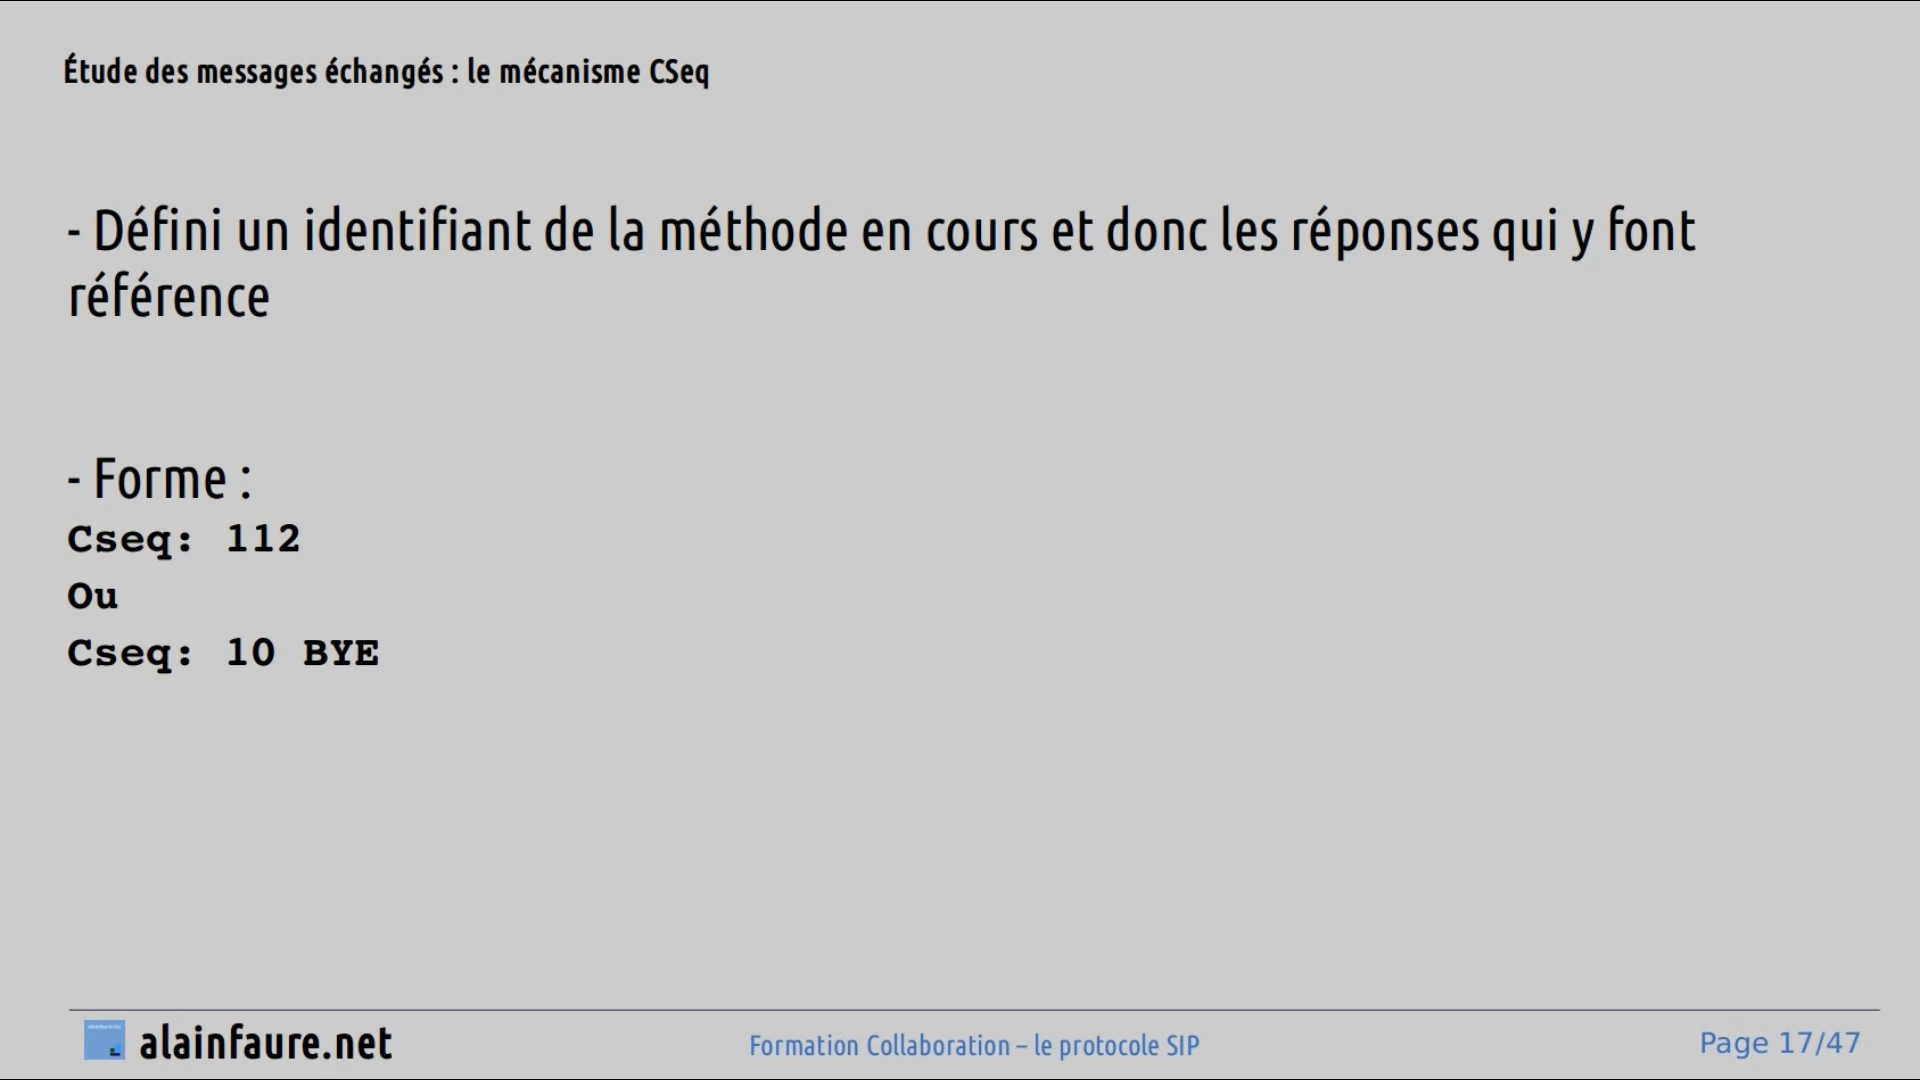 Étude des messages échangés : le mécanisme CSeq
- Défini un identifiant de la méthode en cours et donc les réponses qui y font
référence
- Forme :
Cseq: 112
Ou
Cseq: 10 BYE
alainfaure.net
Formation Collaboration – le protocole SIP
Page 17/47